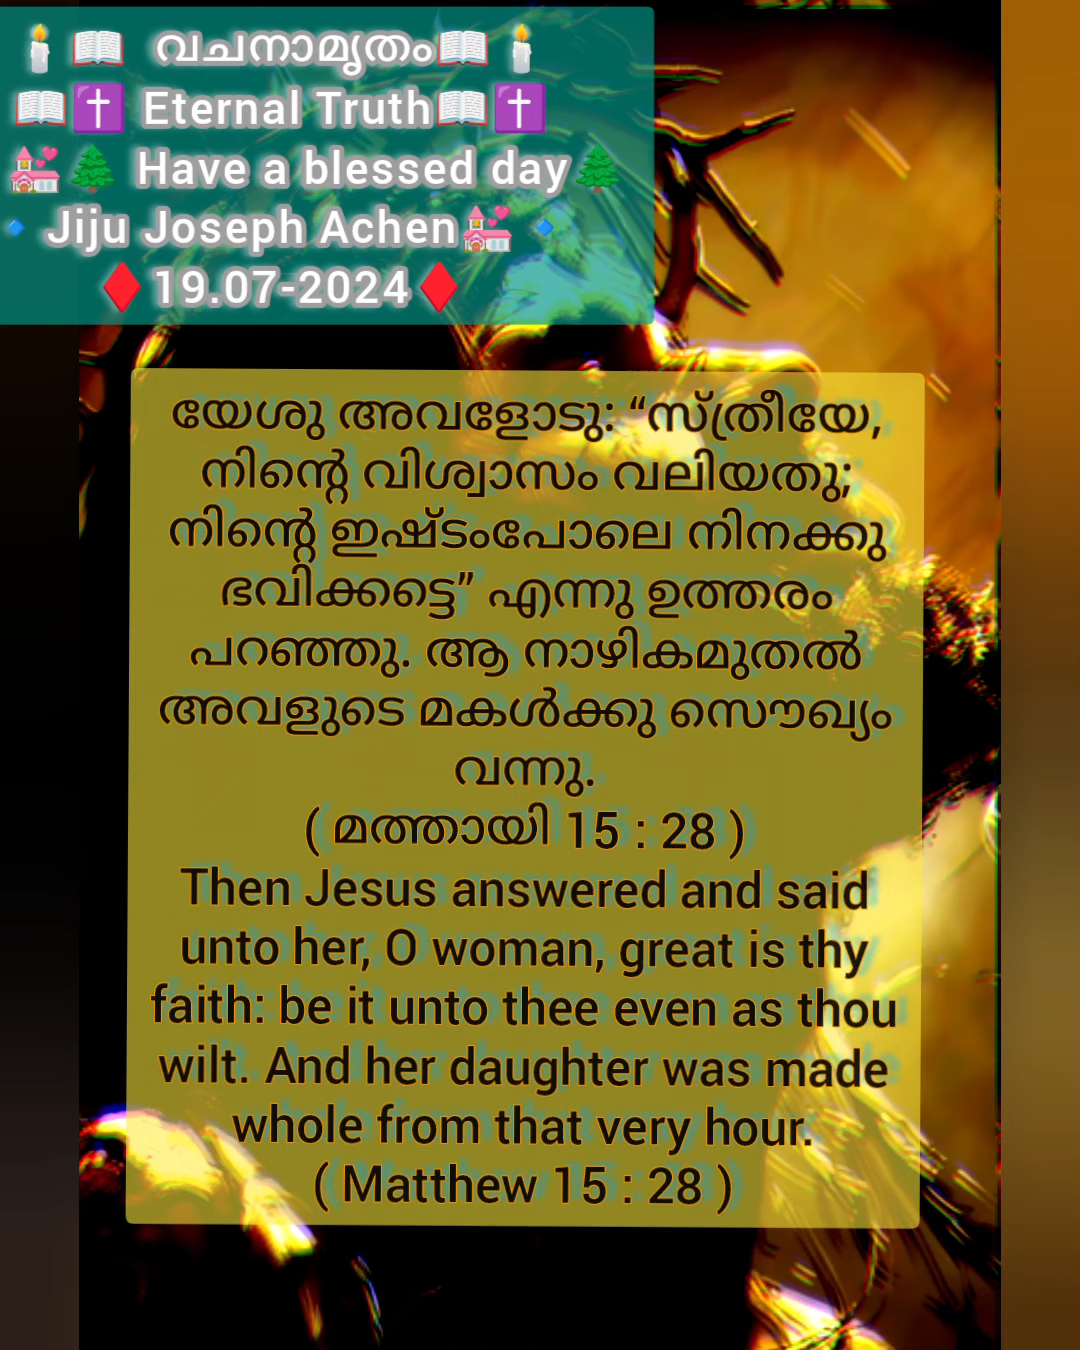 🕯️📖 വചനാമൃതം📖🕯️
📖✝️ Eternal Truth📖✝️
💒🌲 Have a blessed day🌲
🔹Jiju Joseph Achen💒🔹
♦️19.07-2024♦️
യേശു അവളോടു: “സ്ത്രീയേ,
നിന്റെ വിശ്വാസം വലിയതു;
നിന്റെ ഇഷ്ടംപോലെ നിനക്കു
ഭവിക്കട്ടെ” എന്നു ഉത്തരം
പറഞ്ഞു. ആ നാഴികമുതൽ
അവളുടെ മകൾക്കു സൌഖ്യം
വന്നു.
( മത്തായി 15 : 28 )
Then Jesus answered and said
unto her, O woman, great is thy
faith: be it unto thee even as thou
wilt. And her daughter was made
whole from that very hour.
( Matthew 15 : 28 )